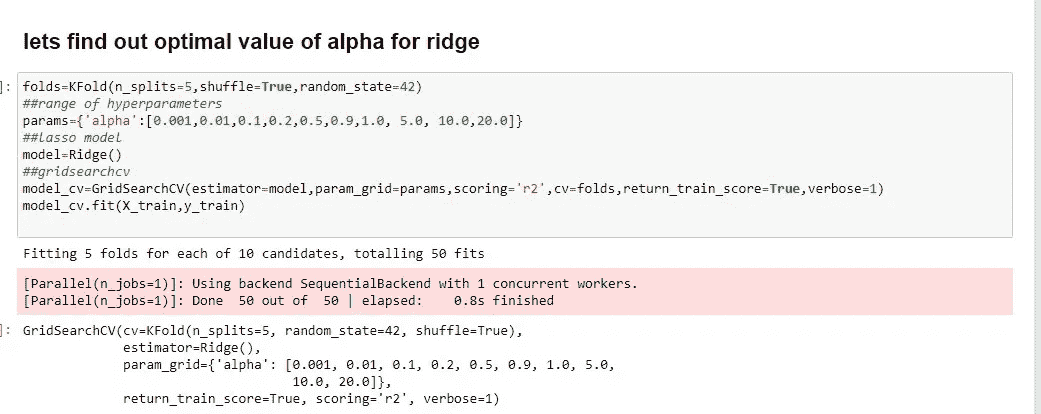 lets find out optimal value of alpha for ridge
]: folds=KFold(n_splits=5,shuffle=True,random_state=42)
##range of hyperparameters
params={'alpha':[0.001,0.01,0.1,0.2,0.5,0.9,1.0, 5.0, 10.0,20.0]}
##lasso model
model=Ridge()
##gridsearchcv
model_cv=GridSearchCV(estimator=model,param_grid=params,scoring='r2',cv=folds,return_train_score=True,verbose=1)
model_cv.fit(X_train,y_train)
Fitting 5 folds for each of 10 candidates, totalling 50 fits
[Parallel(n_jobs=1)]: Using backend SequentialBackend with 1 concurrent workers.
[Parallel(n_jobs=1)]: Done  50 out of  50 | elapsed:    0.8s finished
]: GridSearchCV(cv=KFold(n_splits=5, random_state=42, shuffle=True),
estimator=Ridge(),
param_grid={'alpha': [0.001, 0.01, 0.1, 0.2, 0.5, 0.9, 1.0, 5.0,
10.0, 20.0]},
return_train_score=True, scoring='r2', verbose=1)